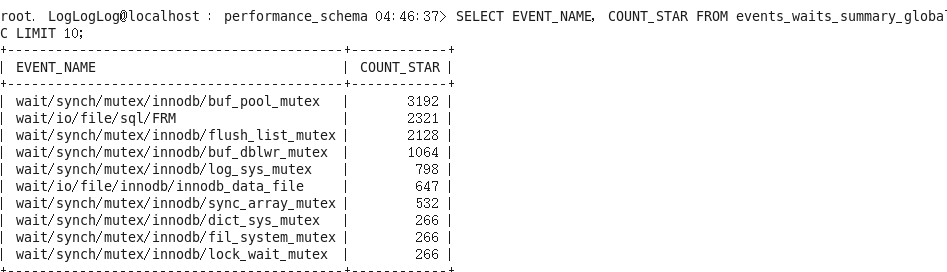 root. LogLogLog@localhost : performance_schema 04:46:37> SELECT EVENT_NAME, COUNT_STAR FROM events_waits_summary_global
C LIMIT 10;
+-----------------------------------------+------------+
| EVENT_NAME                              | COUNT_STAR |
+-----------------------------------------+------------+
| wait/synch/mutex/innodb/buf_pool_mutex  |       3192 |
| wait/io/file/sql/FRM                    |       2321 |
| wait/synch/mutex/innodb/flush_list_mutex |       2128 |
| wait/synch/mutex/innodb/buf_dblwr_mutex |       1064 |
| wait/synch/mutex/innodb/log_sys_mutex   |        798 |
| wait/io/file/innodb/innodb_data_file    |        647 |
| wait/synch/mutex/innodb/sync_array_mutex |        532 |
| wait/synch/mutex/innodb/dict_sys_mutex  |        266 |
| wait/synch/mutex/innodb/fil_system_mutex |        266 |
| wait/synch/mutex/innodb/lock_wait_mutex |        266 |
+-----------------------------------------+------------+